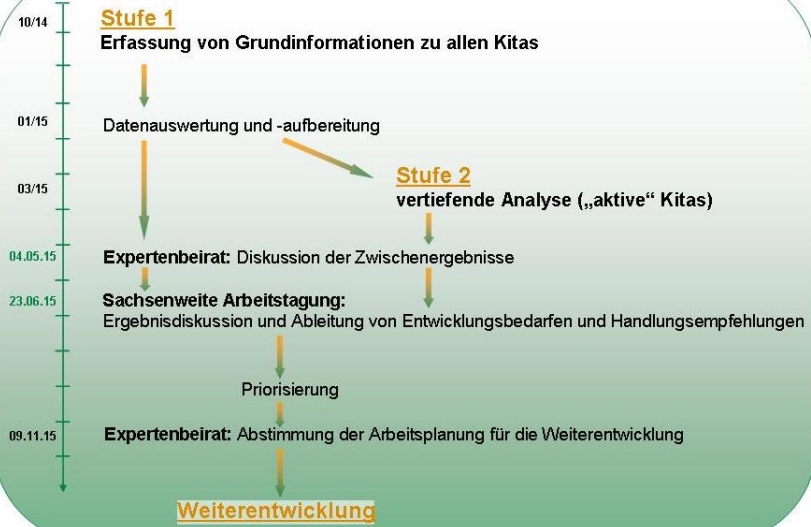 10/14
Stufe 1
Erfassung von Grundinformationen zu allen Kitas
01/15
Datenauswertung und -aufbereitung
Stufe 2
03/15
vertiefende Analyse („aktive“ Kitas)
04.05.15
Expertenbeirat: Diskussion der Zwischenergebnisse
23.06.15
Sachsenweite Arbeitstagung:
Ergebnisdiskussion und Ableitung von Entwicklungsbedarfen und Handlungsempfehlungen
Priorisierung
09.11.15
Expertenbeirat: Abstimmung der Arbeitsplanung für die Weiterentwicklung
Weiterentwicklung